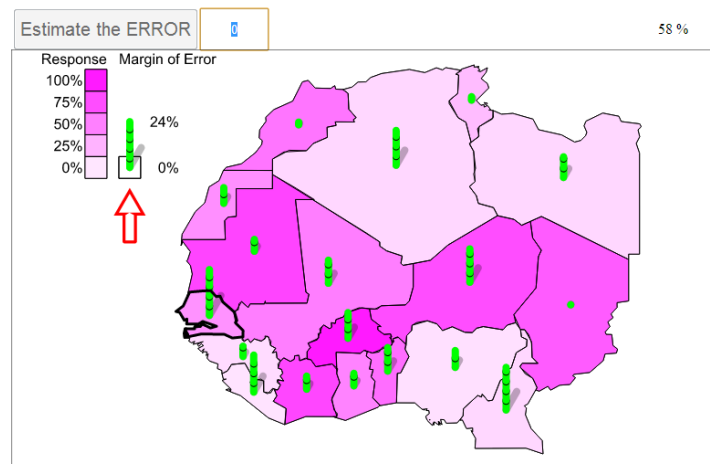 Estimate the ERROR 0 58 %
Response Margin of Error
100%
75%
50% 24%
25%
0% 0%